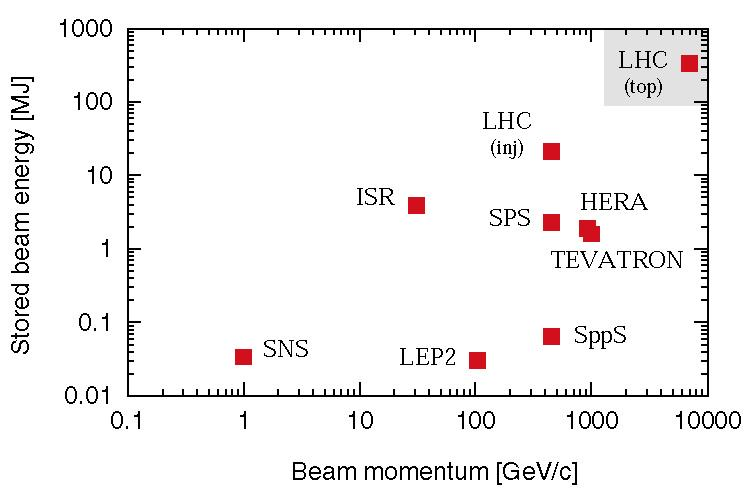 1000
100
10
1
0.1
0.01
Stored beam energy [MJ]
LHC
(top)
LHC
(inj)
ISR
SPS
HERA
TEVATRON
SNS
LEP2
SppS
0.1
1
10
100
1000
10000
Beam momentum [GeV/c]